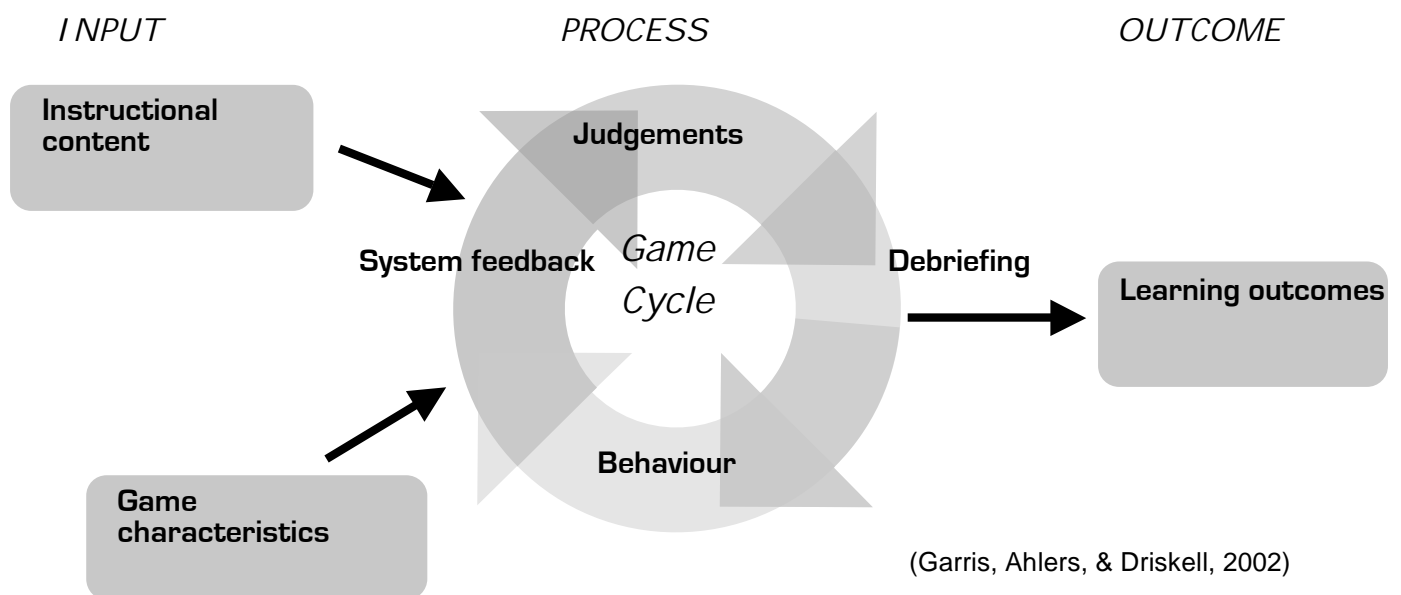 INPUT
PROCESS
OUTCOME
Instructional
content
Judgements
System feedback
Game
Cycle
Debriefing
Learning outcomes
Behaviour
Game
characteristics
(Garris, Ahlers, & Driskell, 2002)